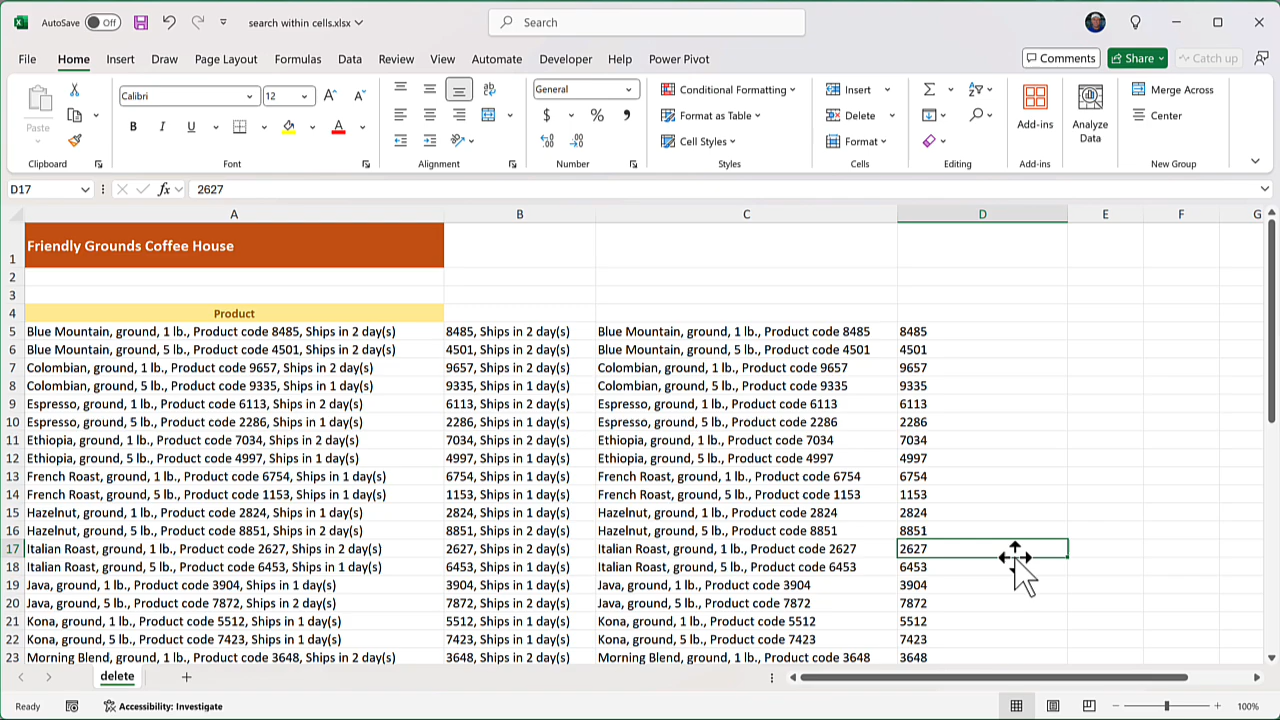 AutoSave Off search within cells.xlsx Search
File Home Insert Draw Page Layout Formulas Data Review View Automate Developer Help Power Pivot Comments Share Catch up
Paste Calibri 12 General Conditional Formatting Insert Merge Across
B I U A $ % Format as Table Delete Add-ins Analyze Data Center
Cell Styles Format
Clipboard Font Alignment Number Styles Cells Editing Add-ins New Group
D17 fx 2627
A B C D E F G
1 Friendly Grounds Coffee House
2
3
4 Product
5 Blue Mountain, ground, 1 lb., Product code 8485, Ships in 2 day(s) 8485, Ships in 2 day(s) Blue Mountain, ground, 1 lb., Product code 8485 8485
6 Blue Mountain, ground, 5 lb., Product code 4501, Ships in 2 day(s) 4501, Ships in 2 day(s) Blue Mountain, ground, 5 lb., Product code 4501 4501
7 Colombian, ground, 1 lb., Product code 9657, Ships in 2 day(s) 9657, Ships in 2 day(s) Colombian, ground, 1 lb., Product code 9657 9657
8 Colombian, ground, 5 lb., Product code 9335, Ships in 1 day(s) 9335, Ships in 1 day(s) Colombian, ground, 5 lb., Product code 9335 9335
9 Espresso, ground, 1 lb., Product code 6113, Ships in 2 day(s) 6113, Ships in 2 day(s) Espresso, ground, 1 lb., Product code 6113 6113
10 Espresso, ground, 5 lb., Product code 2286, Ships in 1 day(s) 2286, Ships in 1 day(s) Espresso, ground, 5 lb., Product code 2286 2286
11 Ethiopia, ground, 1 lb., Product code 7034, Ships in 2 day(s) 7034, Ships in 2 day(s) Ethiopia, ground, 1 lb., Product code 7034 7034
12 Ethiopia, ground, 5 lb., Product code 4997, Ships in 1 day(s) 4997, Ships in 1 day(s) Ethiopia, ground, 5 lb., Product code 4997 4997
13 French Roast, ground, 1 lb., Product code 6754, Ships in 1 day(s) 6754, Ships in 1 day(s) French Roast, ground, 1 lb., Product code 6754 6754
14 French Roast, ground, 5 lb., Product code 1153, Ships in 1 day(s) 1153, Ships in 1 day(s) French Roast, ground, 5 lb., Product code 1153 1153
15 Hazelnut, ground, 1 lb., Product code 2824, Ships in 1 day(s) 2824, Ships in 1 day(s) Hazelnut, ground, 1 lb., Product code 2824 2824
16 Hazelnut, ground, 5 lb., Product code 8851, Ships in 2 day(s) 8851, Ships in 2 day(s) Hazelnut, ground, 5 lb., Product code 8851 8851
17 Italian Roast, ground, 1 lb., Product code 2627, Ships in 2 day(s) 2627, Ships in 2 day(s) Italian Roast, ground, 1 lb., Product code 2627 2627
18 Italian Roast, ground, 5 lb., Product code 6453, Ships in 1 day(s) 6453, Ships in 1 day(s) Italian Roast, ground, 5 lb., Product code 6453 6453
19 Java, ground, 1 lb., Product code 3904, Ships in 1 day(s) 3904, Ships in 1 day(s) Java, ground, 1 lb., Product code 3904 3904
20 Java, ground, 5 lb., Product code 7872, Ships in 2 day(s) 7872, Ships in 2 day(s) Java, ground, 5 lb., Product code 7872 7872
21 Kona, ground, 1 lb., Product code 5512, Ships in 1 day(s) 5512, Ships in 1 day(s) Kona, ground, 1 lb., Product code 5512 5512
22 Kona, ground, 5 lb., Product code 7423, Ships in 1 day(s) 7423, Ships in 1 day(s) Kona, ground, 5 lb., Product code 7423 7423
23 Morning Blend, ground, 1 lb., Product code 3648, Ships in 2 day(s) 3648, Ships in 2 day(s) Morning Blend, ground, 1 lb., Product code 3648 3648
delete
Ready Accessibility: Investigate 100%